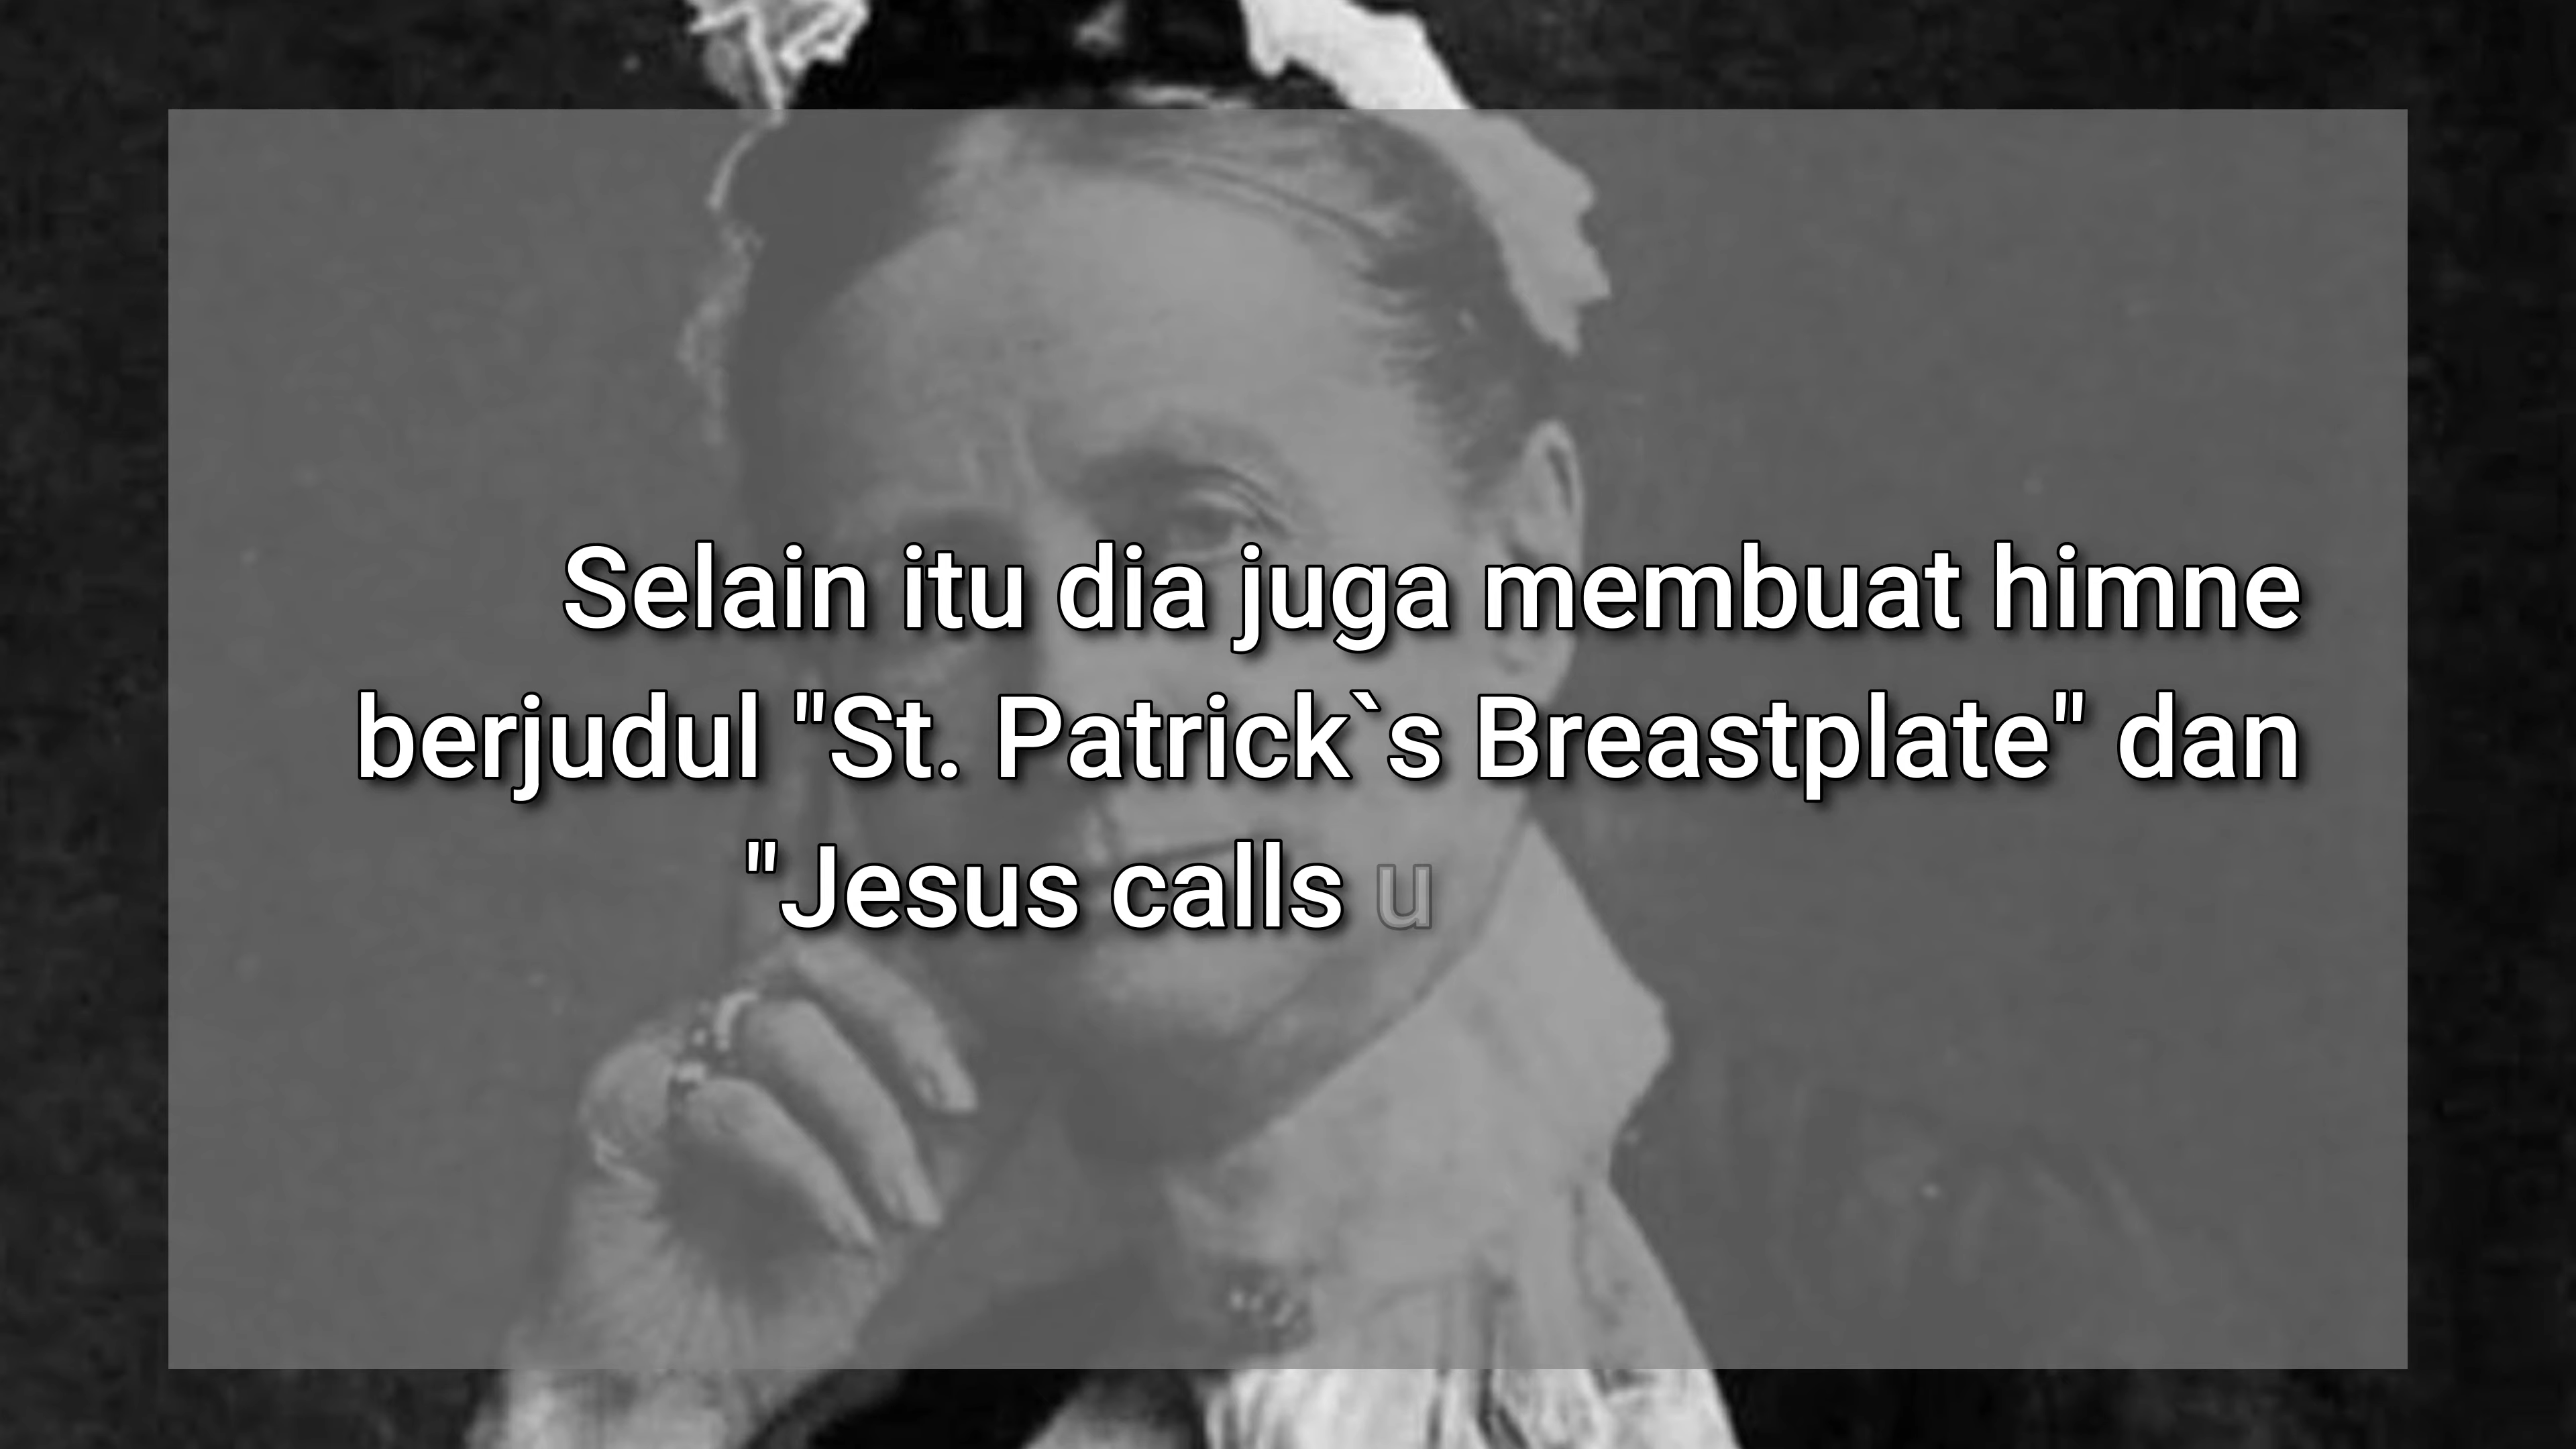 Selain itu dia juga membuat himne
berjudul "St. Patrick`s Breastplate" dan
"Jesus calls u